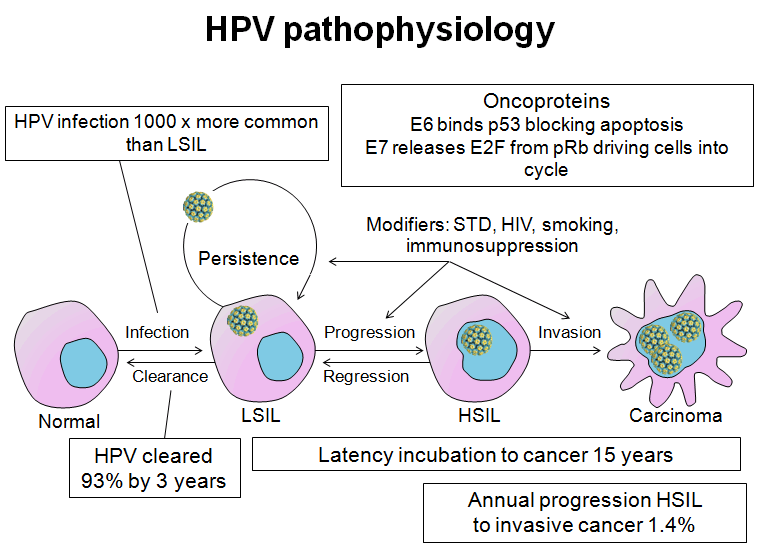 HPV pathophysiology
HPV infection 1000 x more common
than LSIL
Oncoproteins
E6 binds p53 blocking apoptosis
E7 releases E2F from pRb driving cells into
cycle
Modifiers: STD, HIV, smoking,
immunosuppression
Persistence
Infection
Clearance
Progression
Regression
Invasion
Normal
LSIL
HSIL
Carcinoma
HPV cleared
93% by 3 years
Latency incubation to cancer 15 years
Annual progression HSIL
to invasive cancer 1.4%